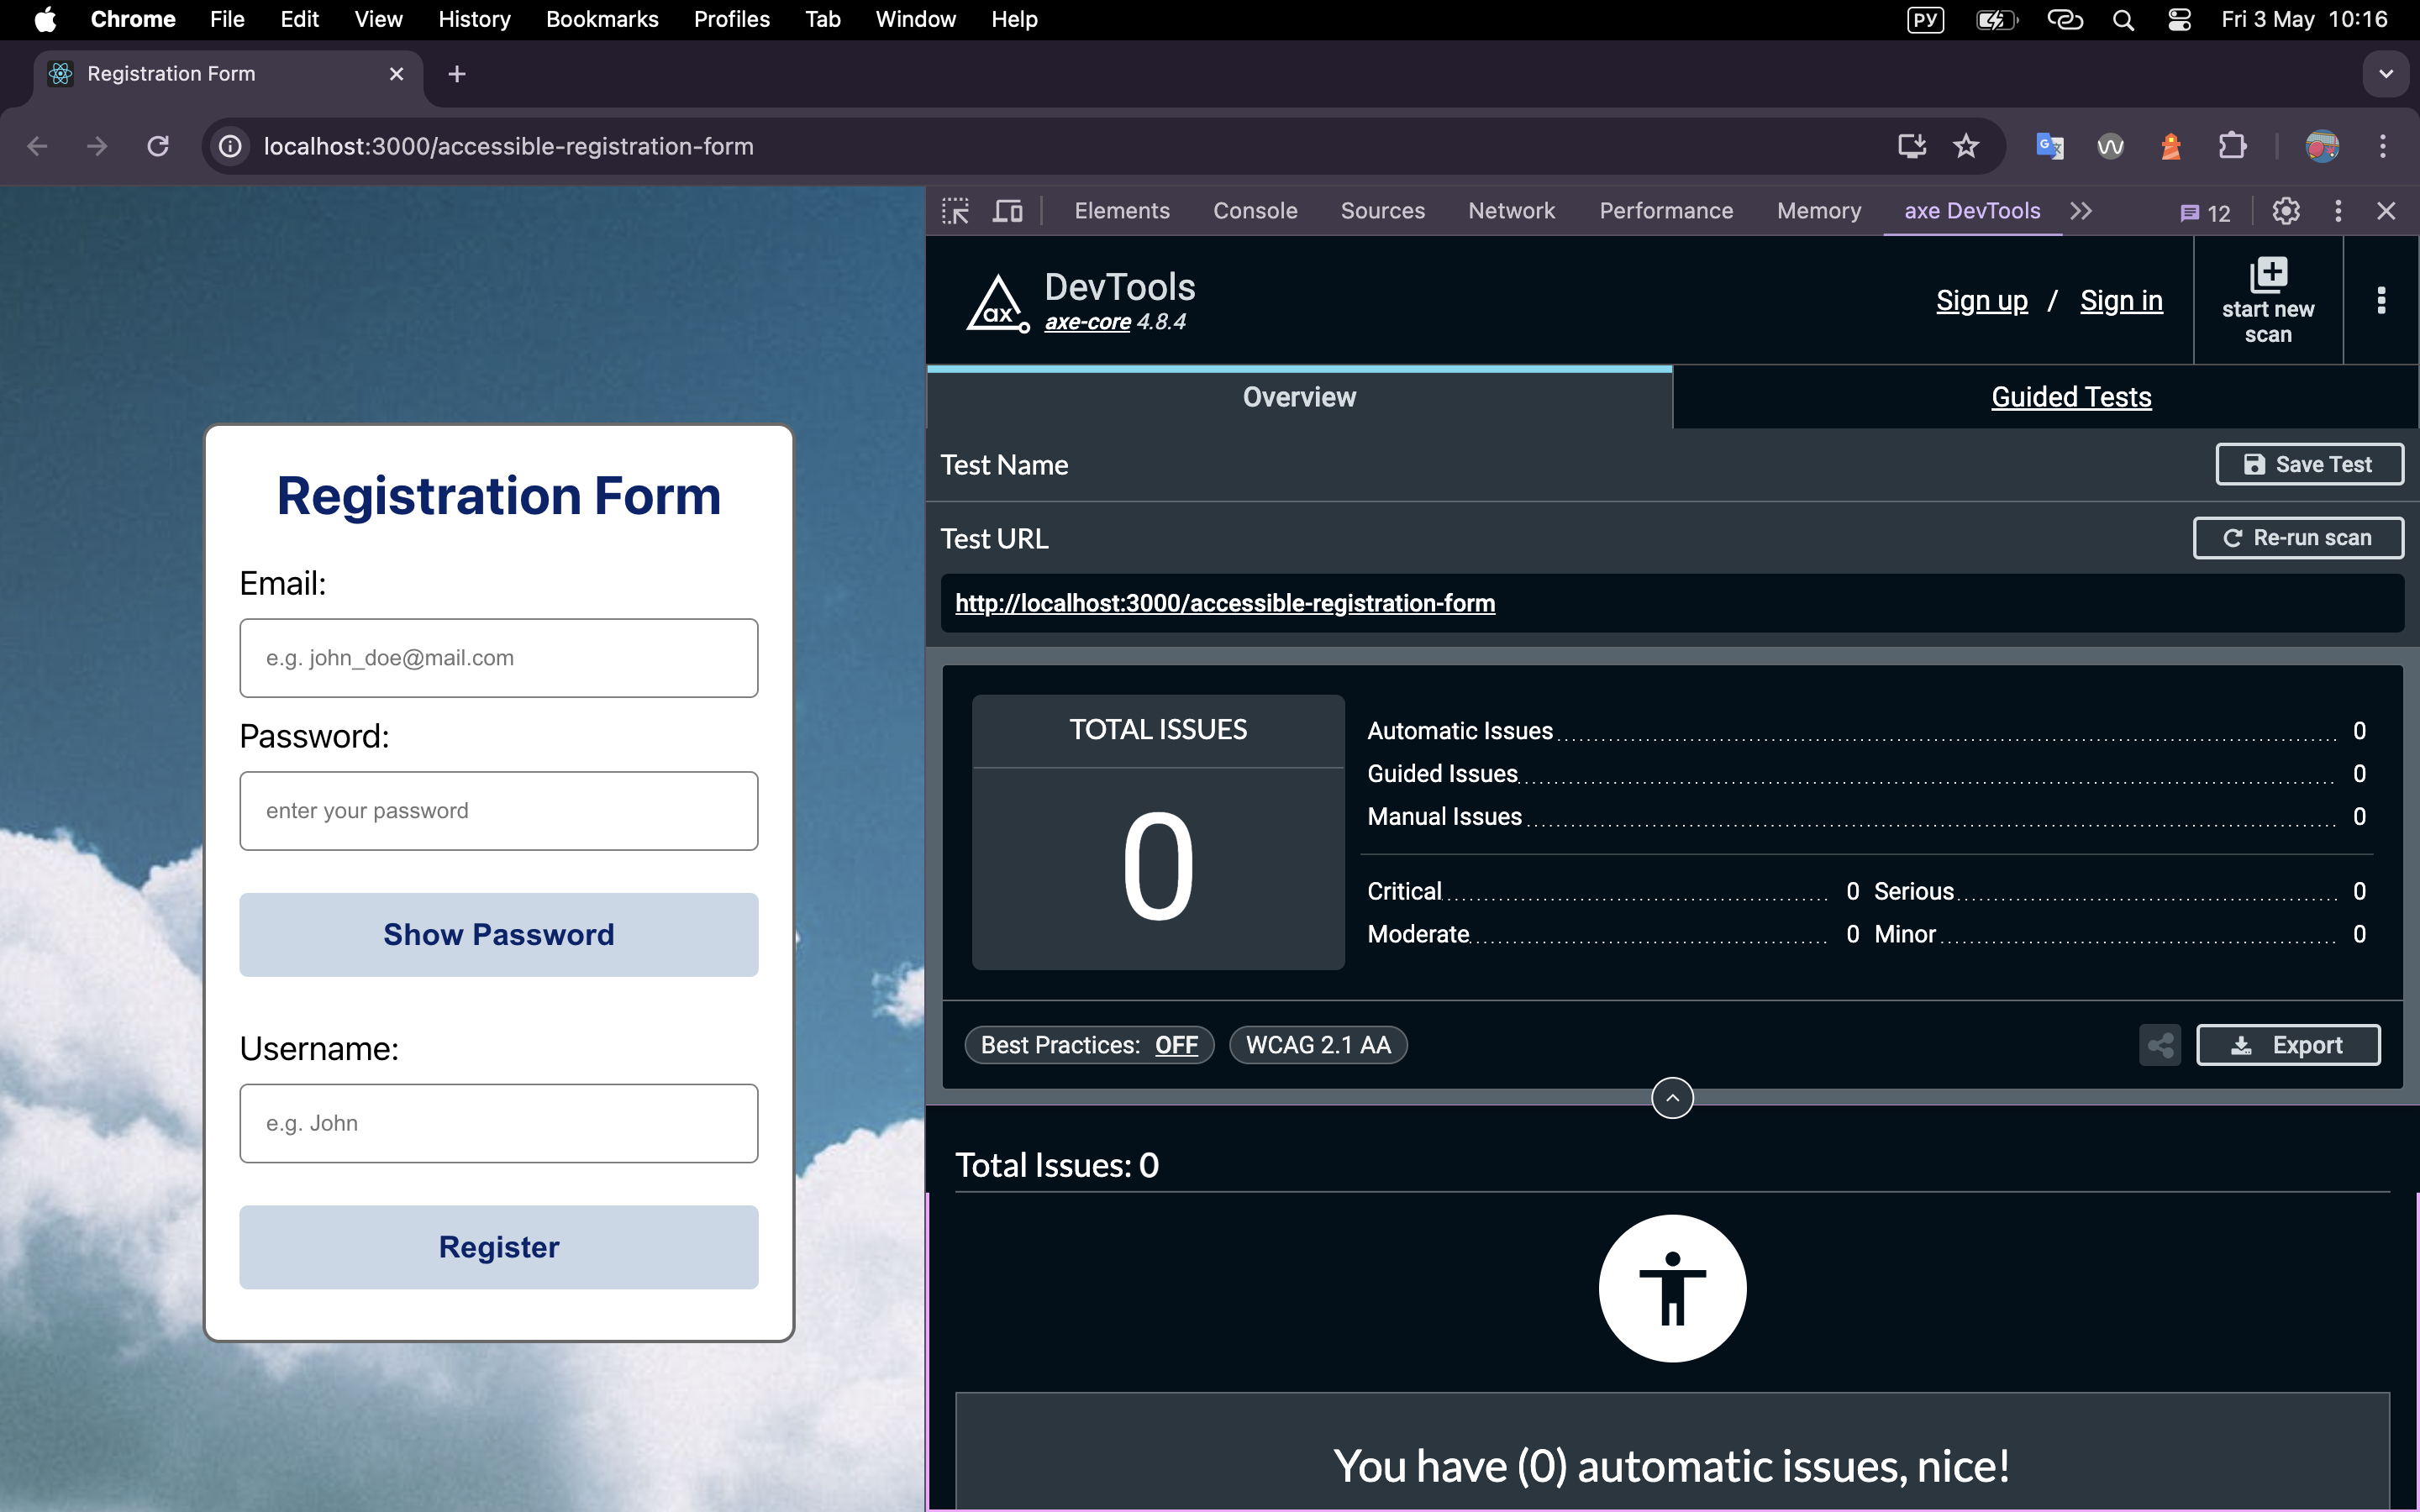 Chrome File Edit View History Bookmarks Profiles Tab Window Help РУ Fri 3 May 10:16
Registration Form
localhost:3000/accessible-registration-form
Elements Console Sources Network Performance Memory axe DevTools 12
DevTools
axe-core 4.8.4
Sign up / Sign in
start new
scan
Overview
Guided Tests
Test Name
Save Test
Test URL
Re-run scan
http://localhost:3000/accessible-registration-form
TOTAL ISSUES
0
Automatic Issues 0
Guided Issues 0
Manual Issues 0
Critical 0 Serious 0
Moderate 0 Minor 0
Best Practices: OFF
WCAG 2.1 AA
Export
Total Issues: 0
You have (0) automatic issues, nice!
Registration Form
Email:
e.g. john_doe@mail.com
Password:
enter your password
Show Password
Username:
e.g. John
Register